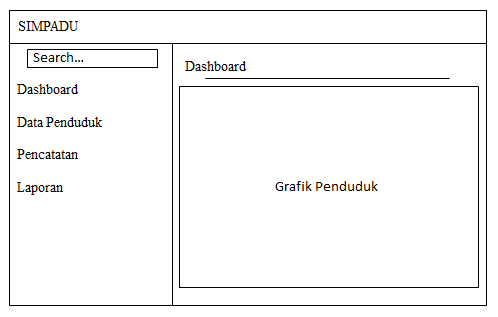 SIMPADU
Search...
Dashboard
Data Penduduk
Pencatatan
Laporan
Dashboard
Grafik Penduduk